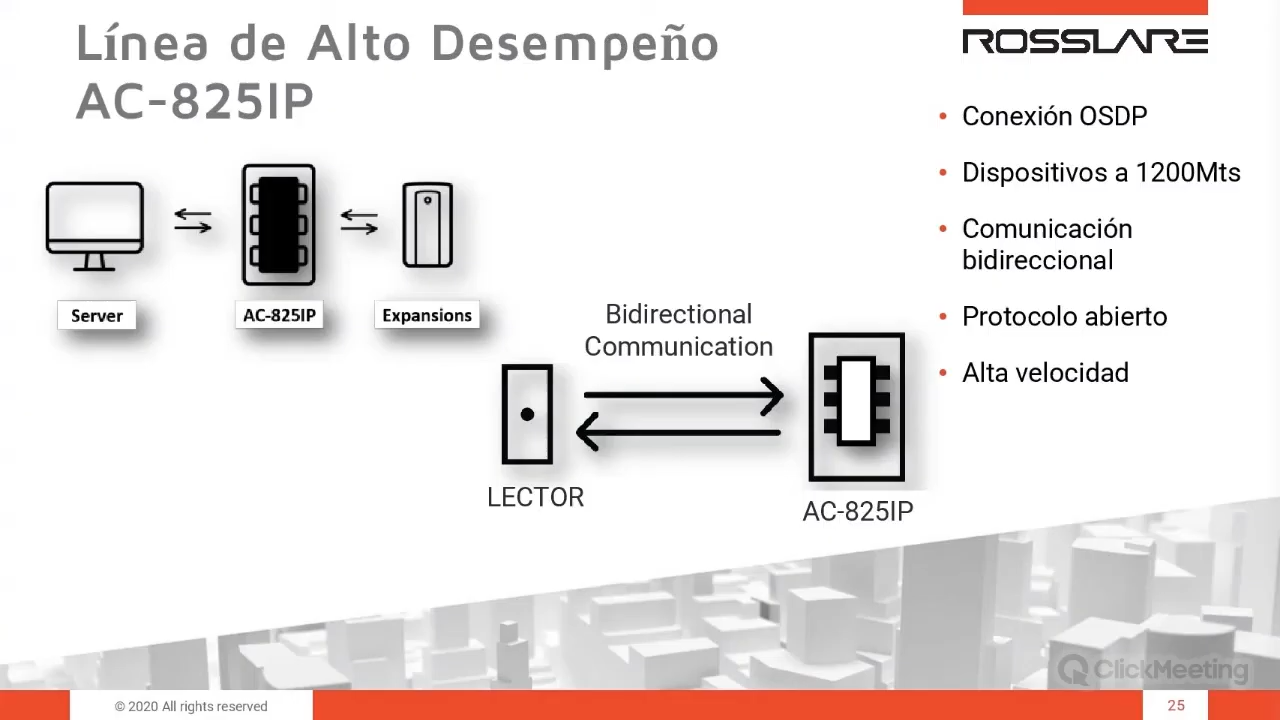 Línea de Alto Desempeño
AC-825IP
ROSSLARE
• Conexión OSDP
• Dispositivos a 1200Mts
• Comunicación
bidireccional
• Protocolo abierto
• Alta velocidad
Server
AC-825IP
Expansions
Bidirectional
Communication
LECTOR
AC-825IP
ClickMeeting
© 2020 All rights reserved
25